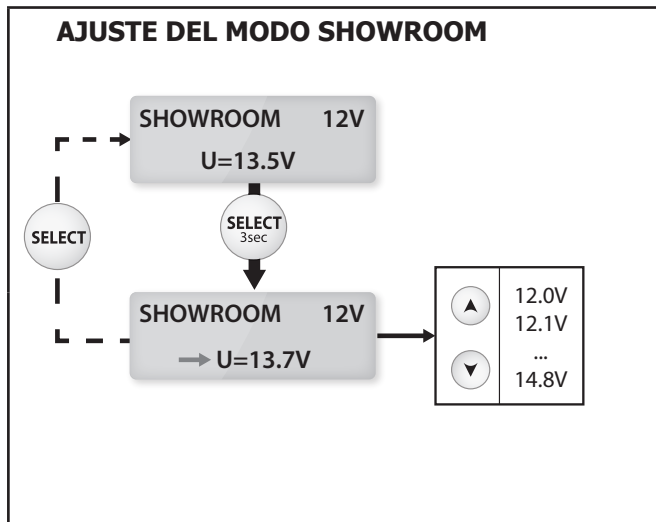 AJUSTE DEL MODO SHOWROOM
SHOWROOM 12V
U=13.5V
SELECT
SELECT
3sec
SHOWROOM 12V
U=13.7V
12.0V
12.1V
...
14.8V